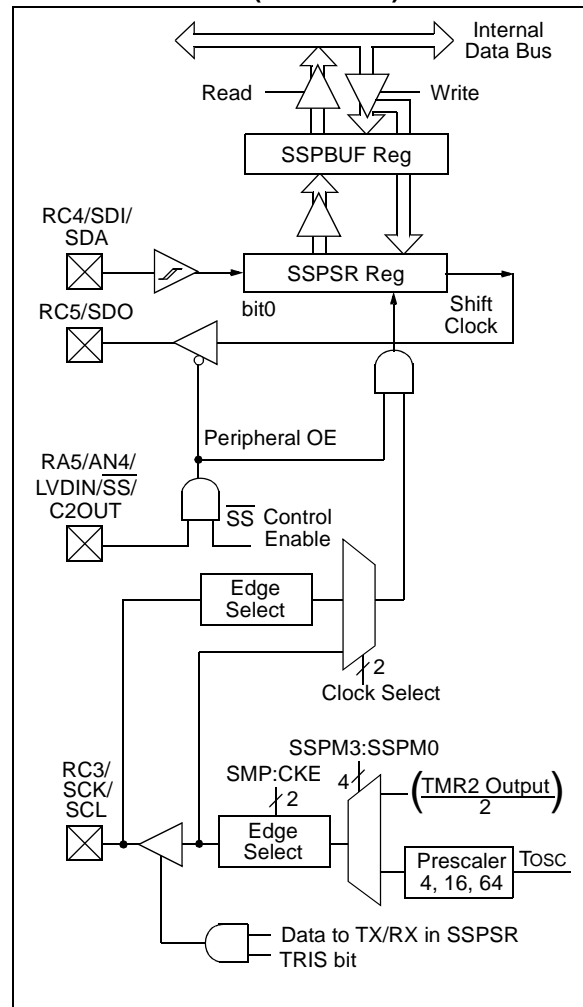 Internal
Data Bus
Read
Write
SSPBUF Reg
RC4/SDI/
SDA
SSPSR Reg
bit0
Shift
Clock
RC5/SDO
Peripheral OE
RA5/AN4/
LVDIN/SS/
C2OUT
SS Control
Enable
Edge
Select
2
Clock Select
SSPM3:SSPM0
SMP:CKE
4
2
(TMR2 Output)
2
RC3/
SCK/
SCL
Edge
Select
Prescaler
4, 16, 64
TOSC
Data to TX/RX in SSPSR
TRIS bit